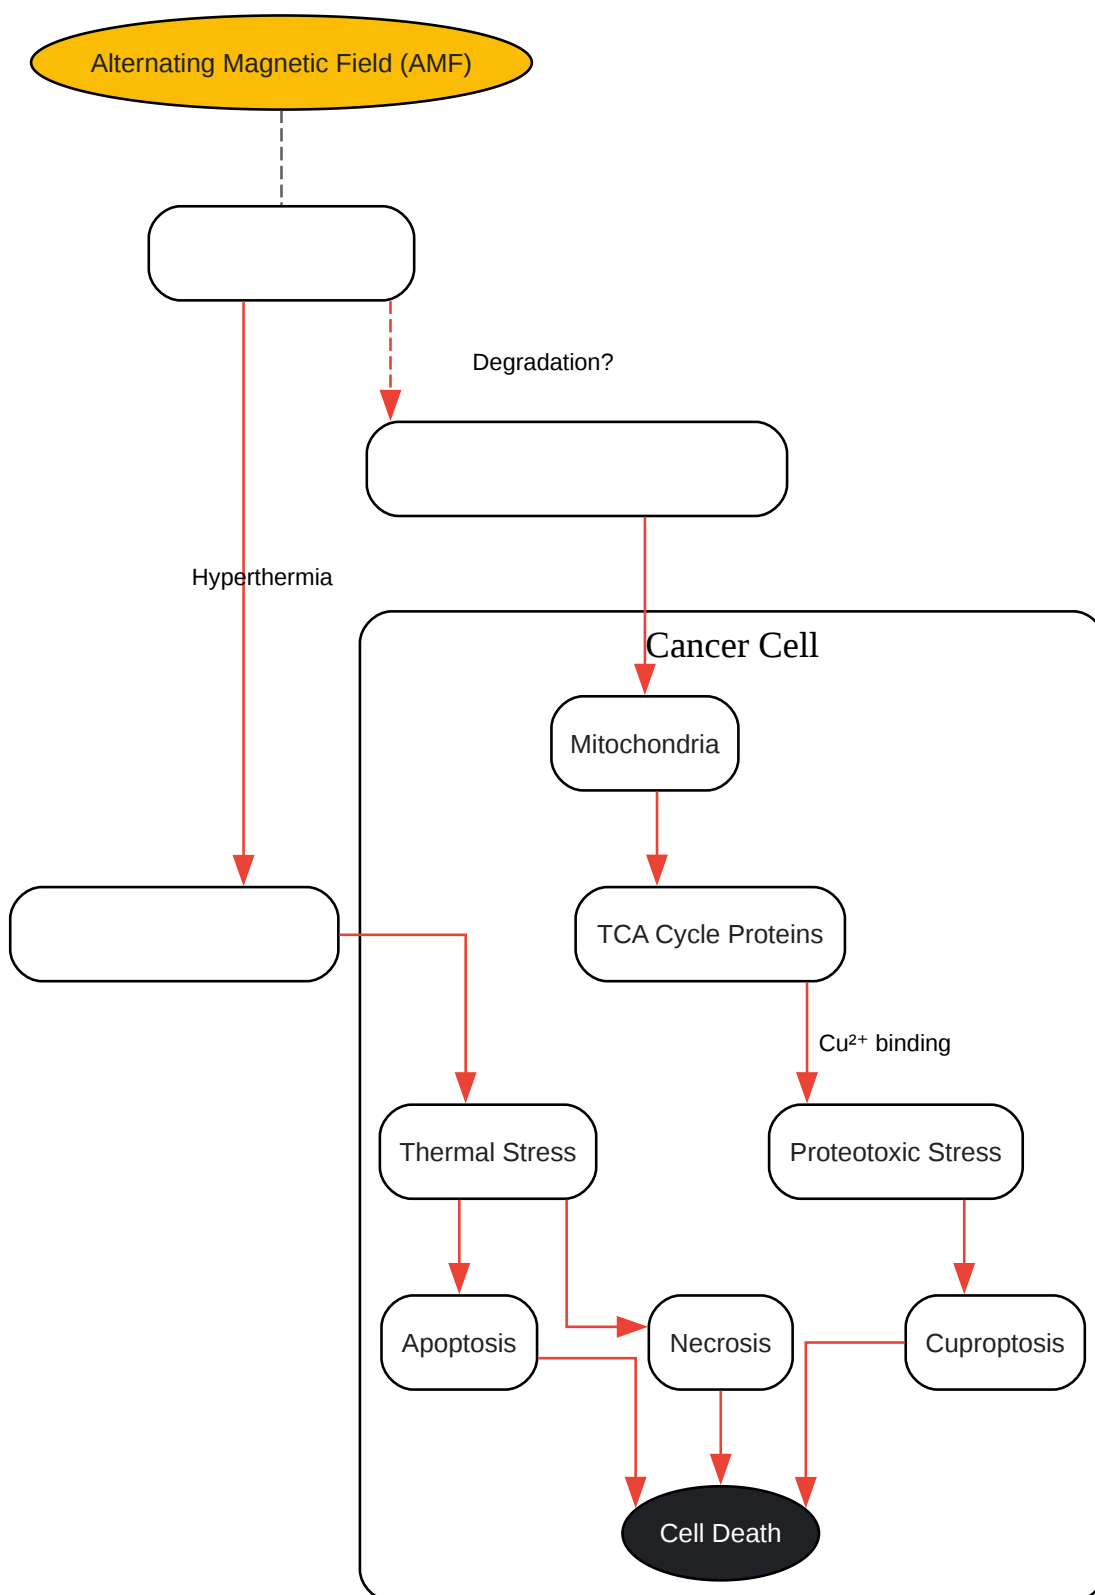 Alternating Magnetic Field (AMF)
Degradation?
Hyperthermia
Cancer Cell
Mitochondria
TCA Cycle Proteins
Cu²⁺ binding
Thermal Stress
Proteotoxic Stress
Apoptosis
Necrosis
Cuproptosis
Cell Death